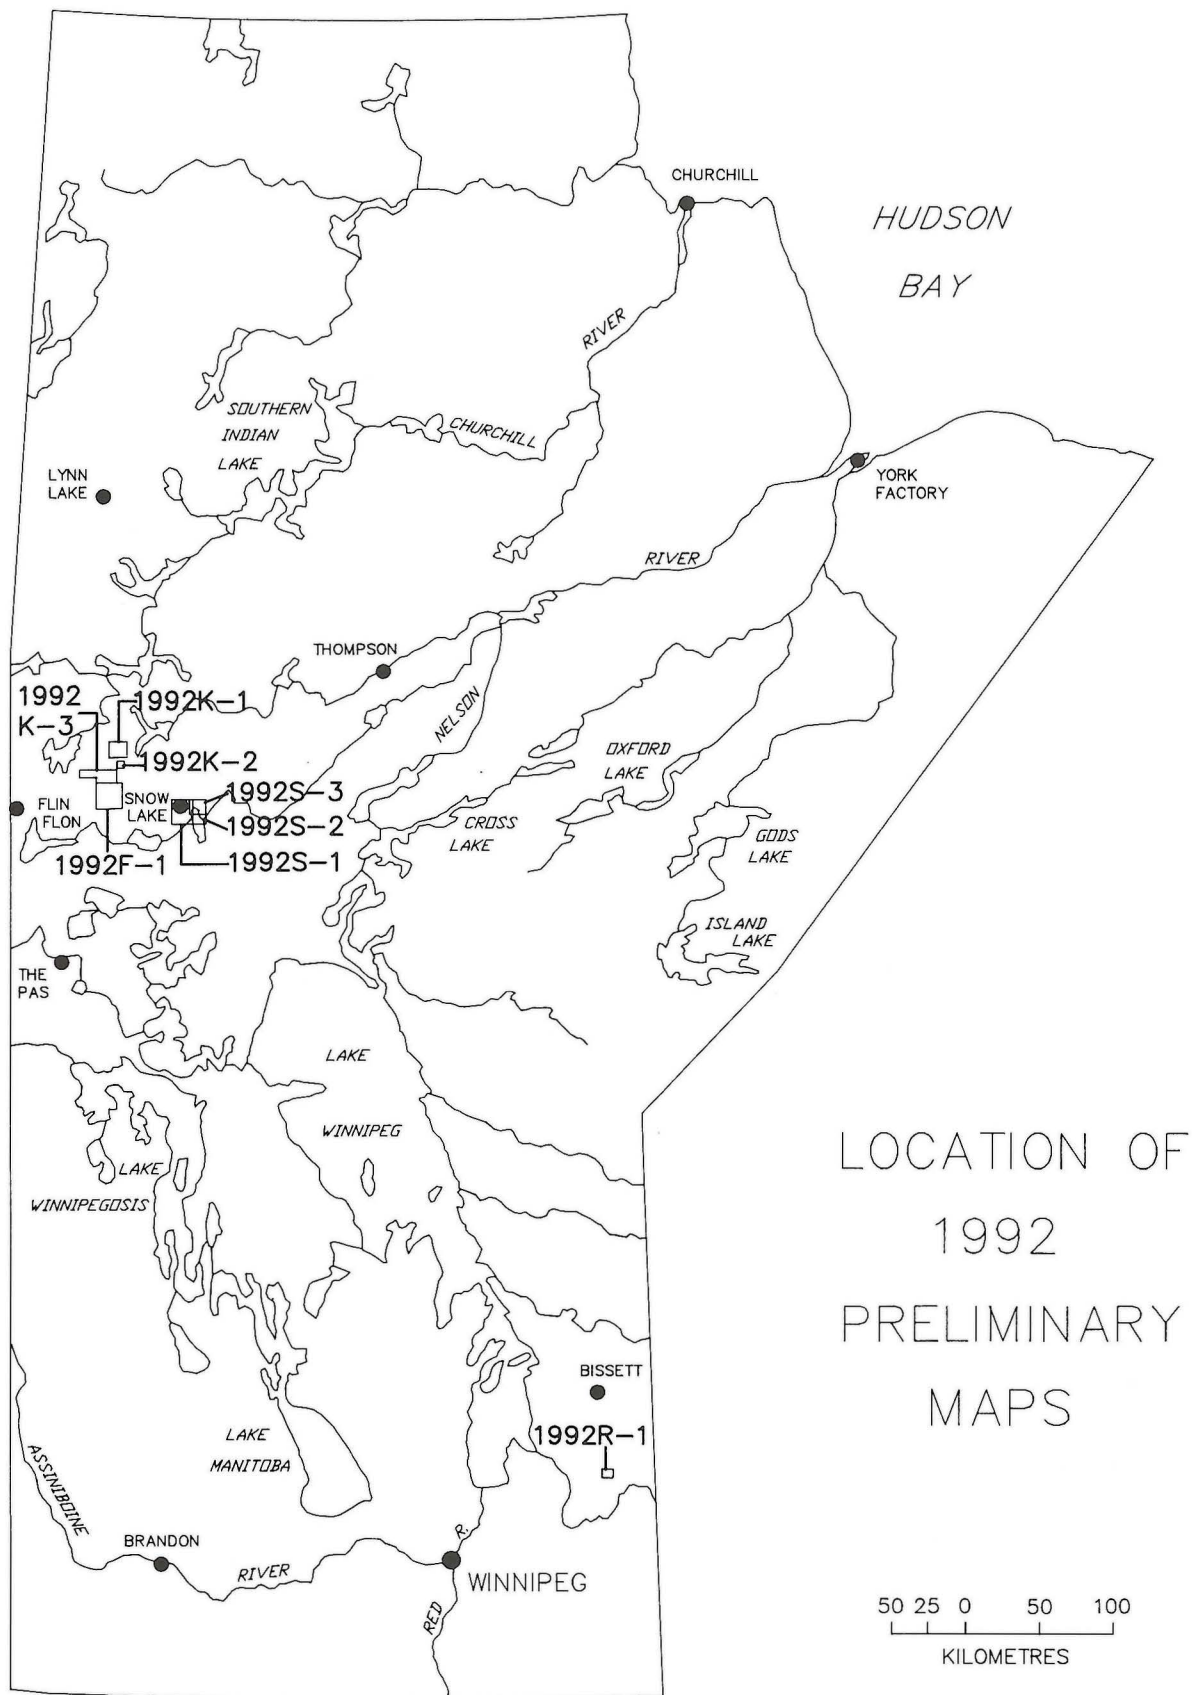 CHURCHILL
HUDSON
BAY
RIVER
SOUTHERN
INDIAN
LAKE
CHURCHILL
LYNN
LAKE
YORK
FACTORY
RIVER
THOMPSON
NELSON
1992
K-3
1992K-1
1992K-2
OXFORD
LAKE
FLIN
FLON
SNOW
LAKE
1992S-3
1992S-2
1992S-1
1992F-1
CROSS
LAKE
GODS
LAKE
ISLAND
LAKE
THE
PAS
LAKE
WINNIPEG
LAKE
WINNIPEGOSIS
LOCATION OF
1992
PRELIMINARY
MAPS
BISSETT
1992R-1
LAKE
MANITOBA
ASSINIBOINE
BRANDON
RIVER
R.
WINNIPEG
RED
50 25 0 50 100
KILOMETRES